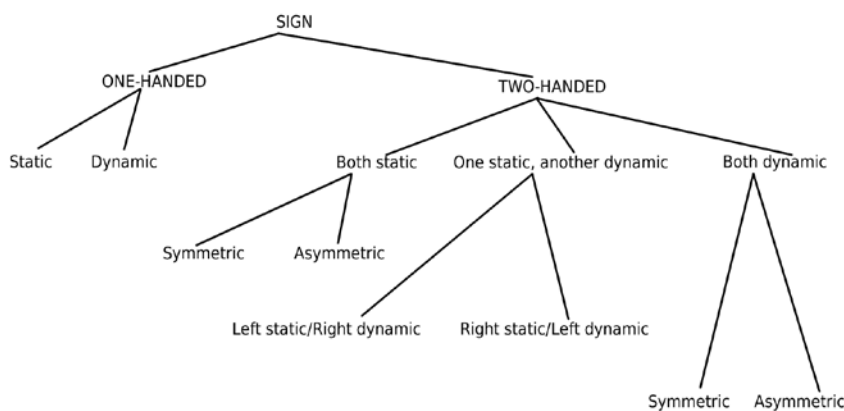 SIGN
ONE-HANDED
TWO-HANDED
Static
Dynamic
Both static
One static, another dynamic
Both dynamic
Symmetric
Asymmetric
Left static/Right dynamic
Right static/Left dynamic
Symmetric
Asymmetric